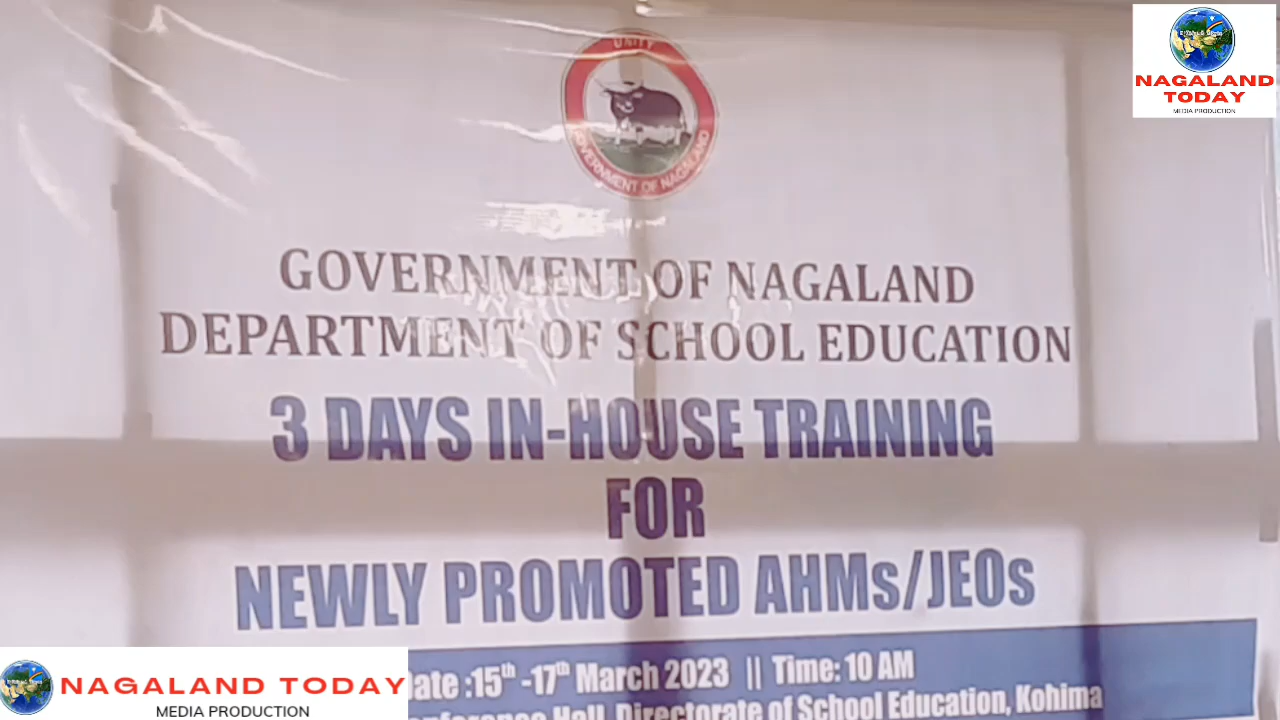 NAGALAND
TODAY
MEDIA PRODUCTION
UNITY
GOVERNMENT OF NAGALAND
GOVERNMENT OF NAGALAND
DEPARTMENT OF SCHOOL EDUCATION
3 DAYS IN-HOUSE TRAINING
FOR
NEWLY PROMOTED AHMs/JEOs
ate :15th -17th March 2023 || Time: 10 AM
Hall, Directorate of School Education, Kohima
NAGALAND TODAY
MEDIA PRODUCTION